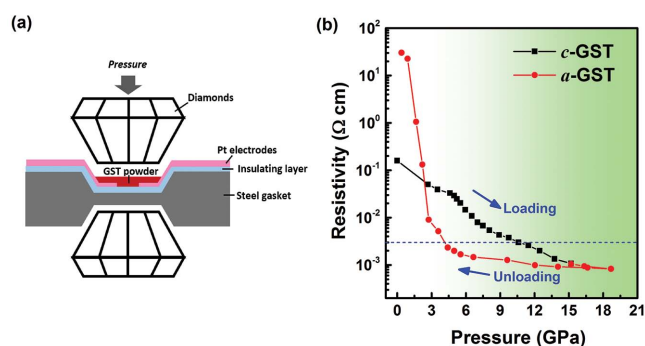 (a)
Pressure
Diamonds
Pt electrodes
GST powder
Insulating layer
Steel gasket
(b)
Resistivity (Ω cm)
10²
10¹
10⁰
10⁻¹
10⁻²
10⁻³
c-GST
a-GST
Loading
Unloading
0 3 6 9 12 15 18 21
Pressure (GPa)